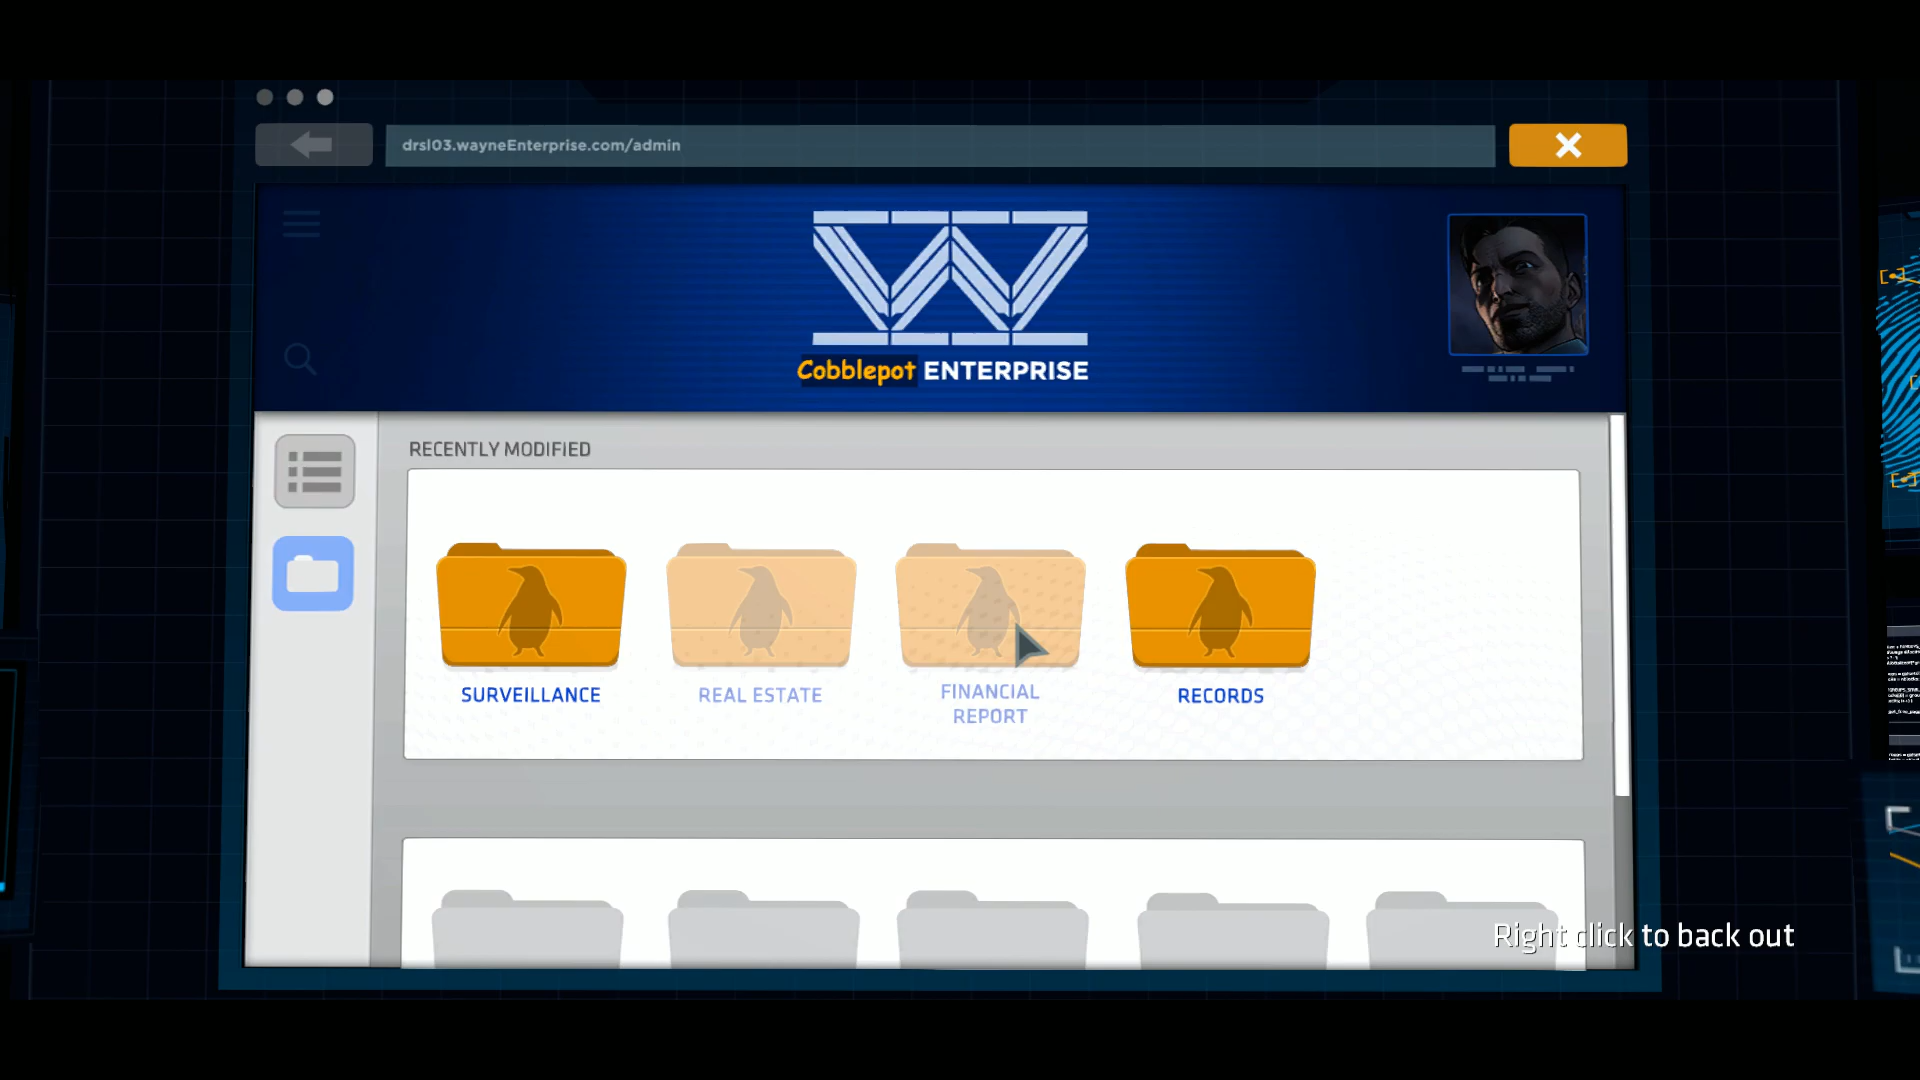 drsl03.wayneEnterprise.com/admin
Cobblepot ENTERPRISE
RECENTLY MODIFIED
SURVEILLANCE
REAL ESTATE
FINANCIAL
REPORT
RECORDS
Right click to back out